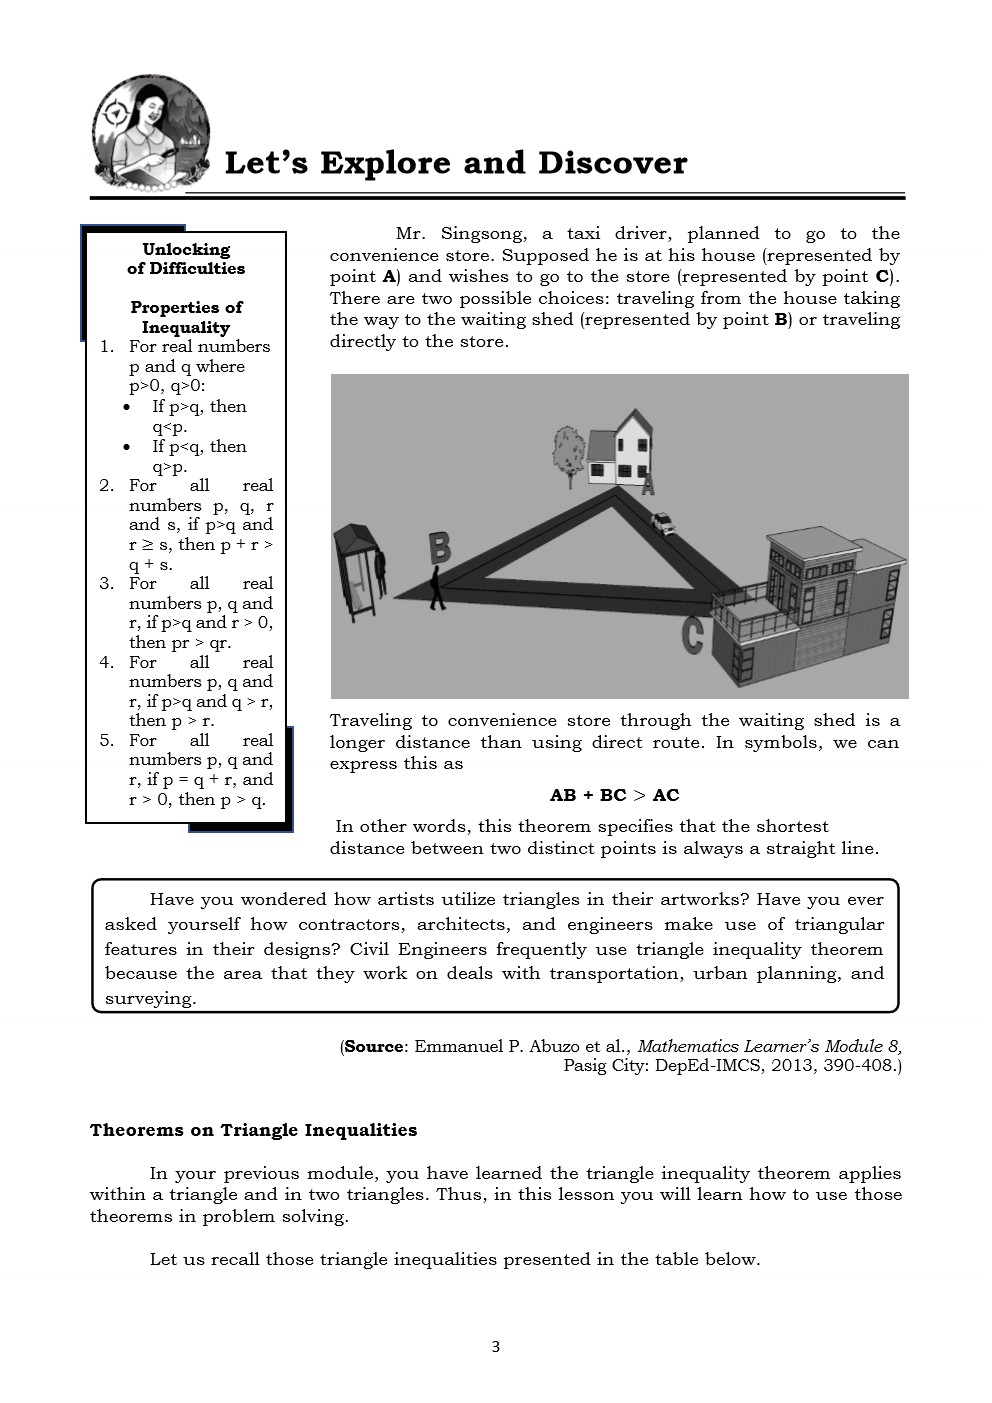 Let's Explore and Discover
Unlocking
of Difficulties
Properties of
Inequality
1. For real numbers
p and q where
p>0, q>0:
• If p>q, then
q<p.
• If p<q, then
q>p.
2. For all real
numbers p, q, r
and s, if p>q and
r ≥ s, then p + r >
q + s.
3. For all real
numbers p, q and
r, if p>q and r > 0,
then pr > qr.
4. For all real
numbers p, q and
r, if p>q and q > r,
then p > r.
5. For all real
numbers p, q and
r, if p = q + r, and
r > 0, then p > q.
Mr. Singsong, a taxi driver, planned to go to the
convenience store. Supposed he is at his house (represented by
point A) and wishes to go to the store (represented by point C).
There are two possible choices: traveling from the house taking
the way to the waiting shed (represented by point B) or traveling
directly to the store.
A
B
C
Traveling to convenience store through the waiting shed is a
longer distance than using direct route. In symbols, we can
express this as
AB + BC > AC
In other words, this theorem specifies that the shortest
distance between two distinct points is always a straight line.
Have you wondered how artists utilize triangles in their artworks? Have you ever
asked yourself how contractors, architects, and engineers make use of triangular
features in their designs? Civil Engineers frequently use triangle inequality theorem
because the area that they work on deals with transportation, urban planning, and
surveying.
(Source: Emmanuel P. Abuzo et al., Mathematics Learner's Module 8,
Pasig City: DepEd-IMCS, 2013, 390-408.)
Theorems on Triangle Inequalities
In your previous module, you have learned the triangle inequality theorem applies
within a triangle and in two triangles. Thus, in this lesson you will learn how to use those
theorems in problem solving.
Let us recall those triangle inequalities presented in the table below.
3